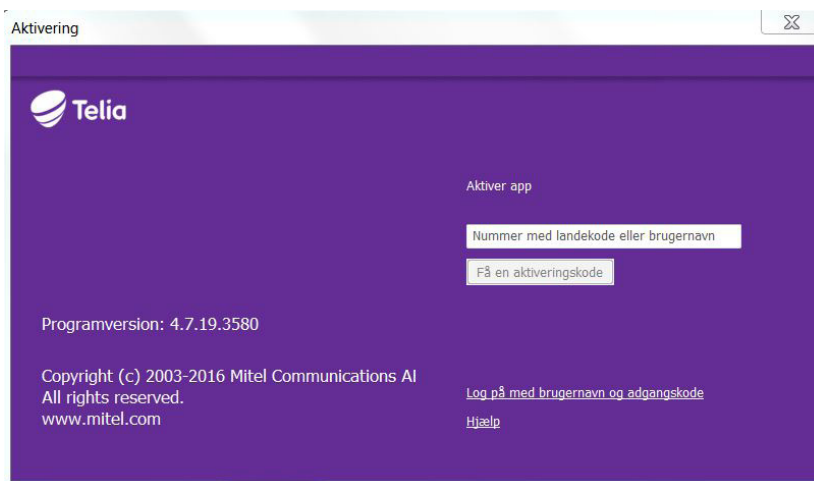 Aktivering
Telia
Aktiver app
Nummer med landekode eller brugernavn
Få en aktiveringskode
Programversion: 4.7.19.3580
Copyright (c) 2003-2016 Mitel Communications AI
All rights reserved.
www.mitel.com
Log på med brugernavn og adgangskode
Hjælp